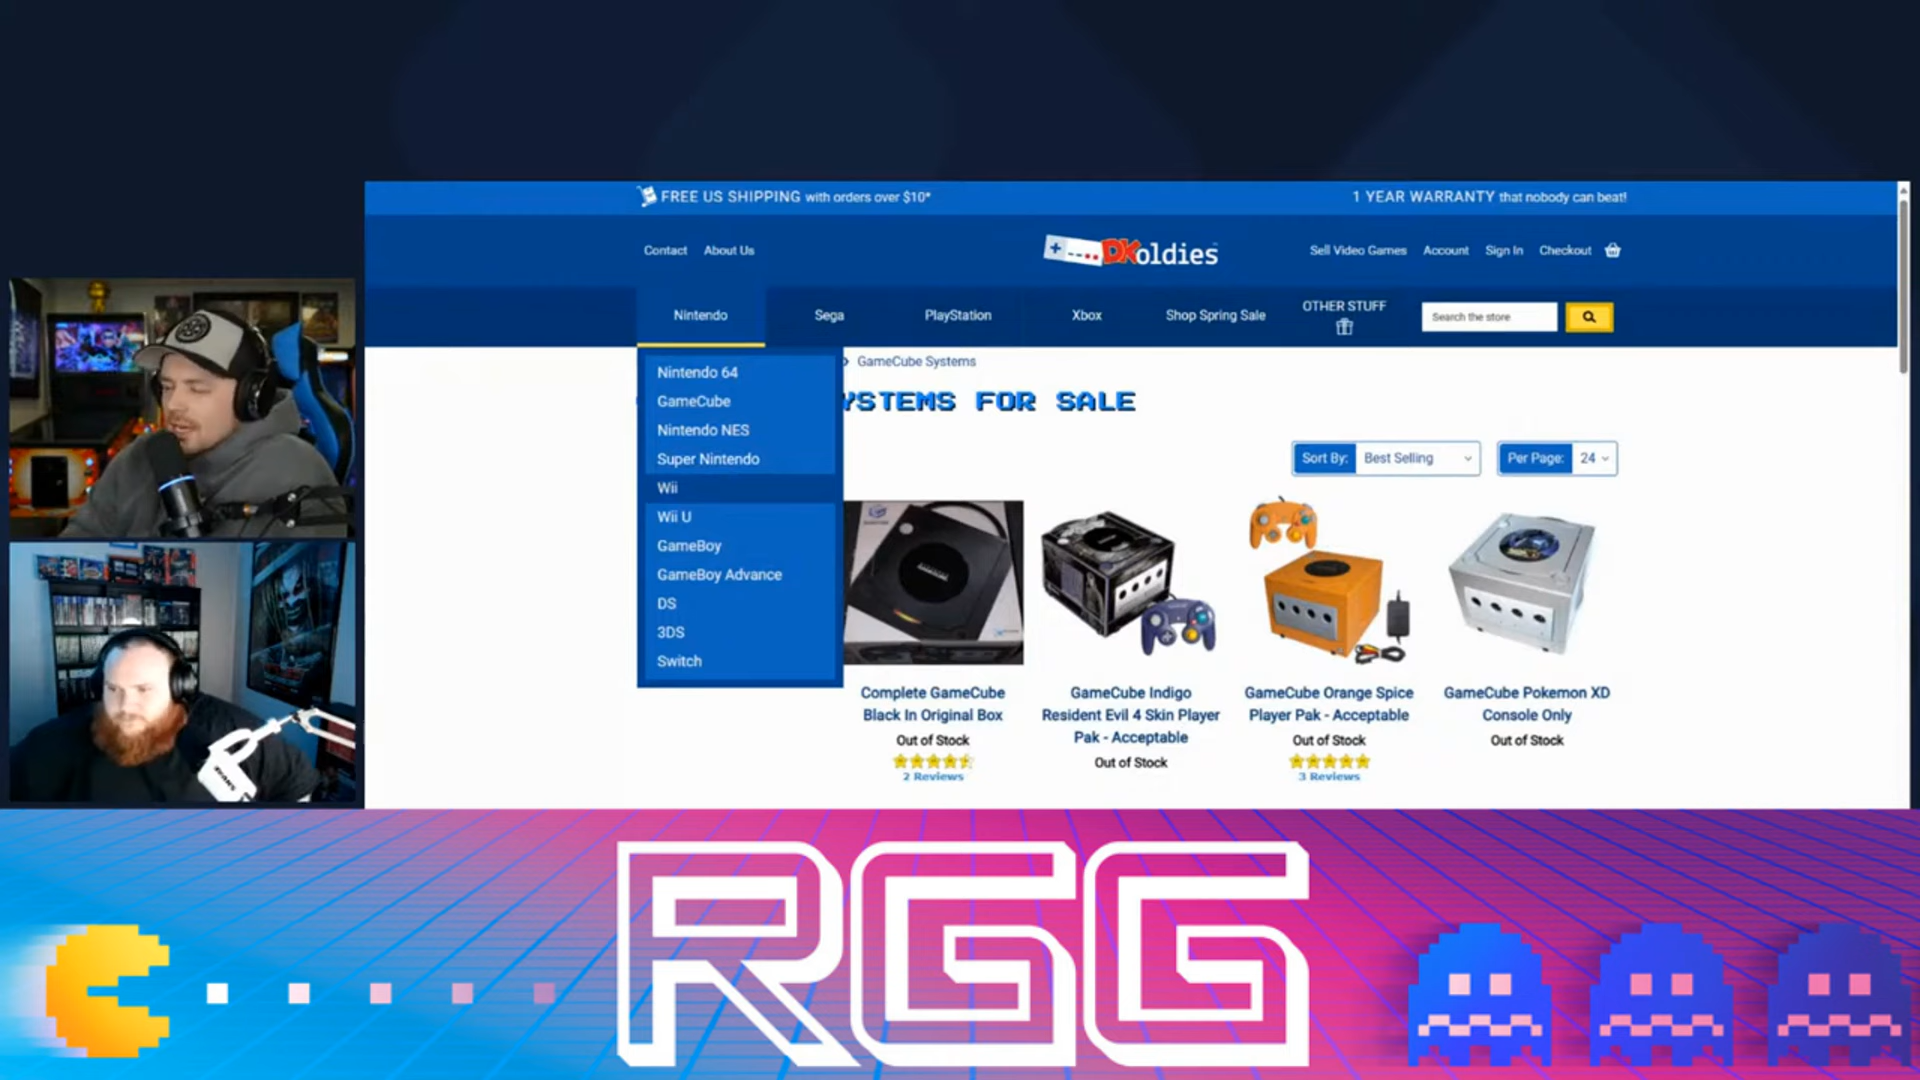 FREE US SHIPPING with orders over $10*
1 YEAR WARRANTY that nobody can beat!
Contact
About Us
DKoldies
Sell Video Games
Account
Sign In
Checkout
Nintendo
Sega
PlayStation
Xbox
Shop Spring Sale
OTHER STUFF
Search the store
GameCube Systems
YSTEMS FOR SALE
Nintendo 64
GameCube
Nintendo NES
Super Nintendo
Wii
Wii U
GameBoy
GameBoy Advance
DS
3DS
Switch
Sort By: Best Selling
Per Page: 24
Complete GameCube
Black In Original Box
Out of Stock
2 Reviews
GameCube Indigo
Resident Evil 4 Skin Player
Pak - Acceptable
Out of Stock
GameCube Orange Spice
Player Pak - Acceptable
Out of Stock
3 Reviews
GameCube Pokemon XD
Console Only
Out of Stock
RGG